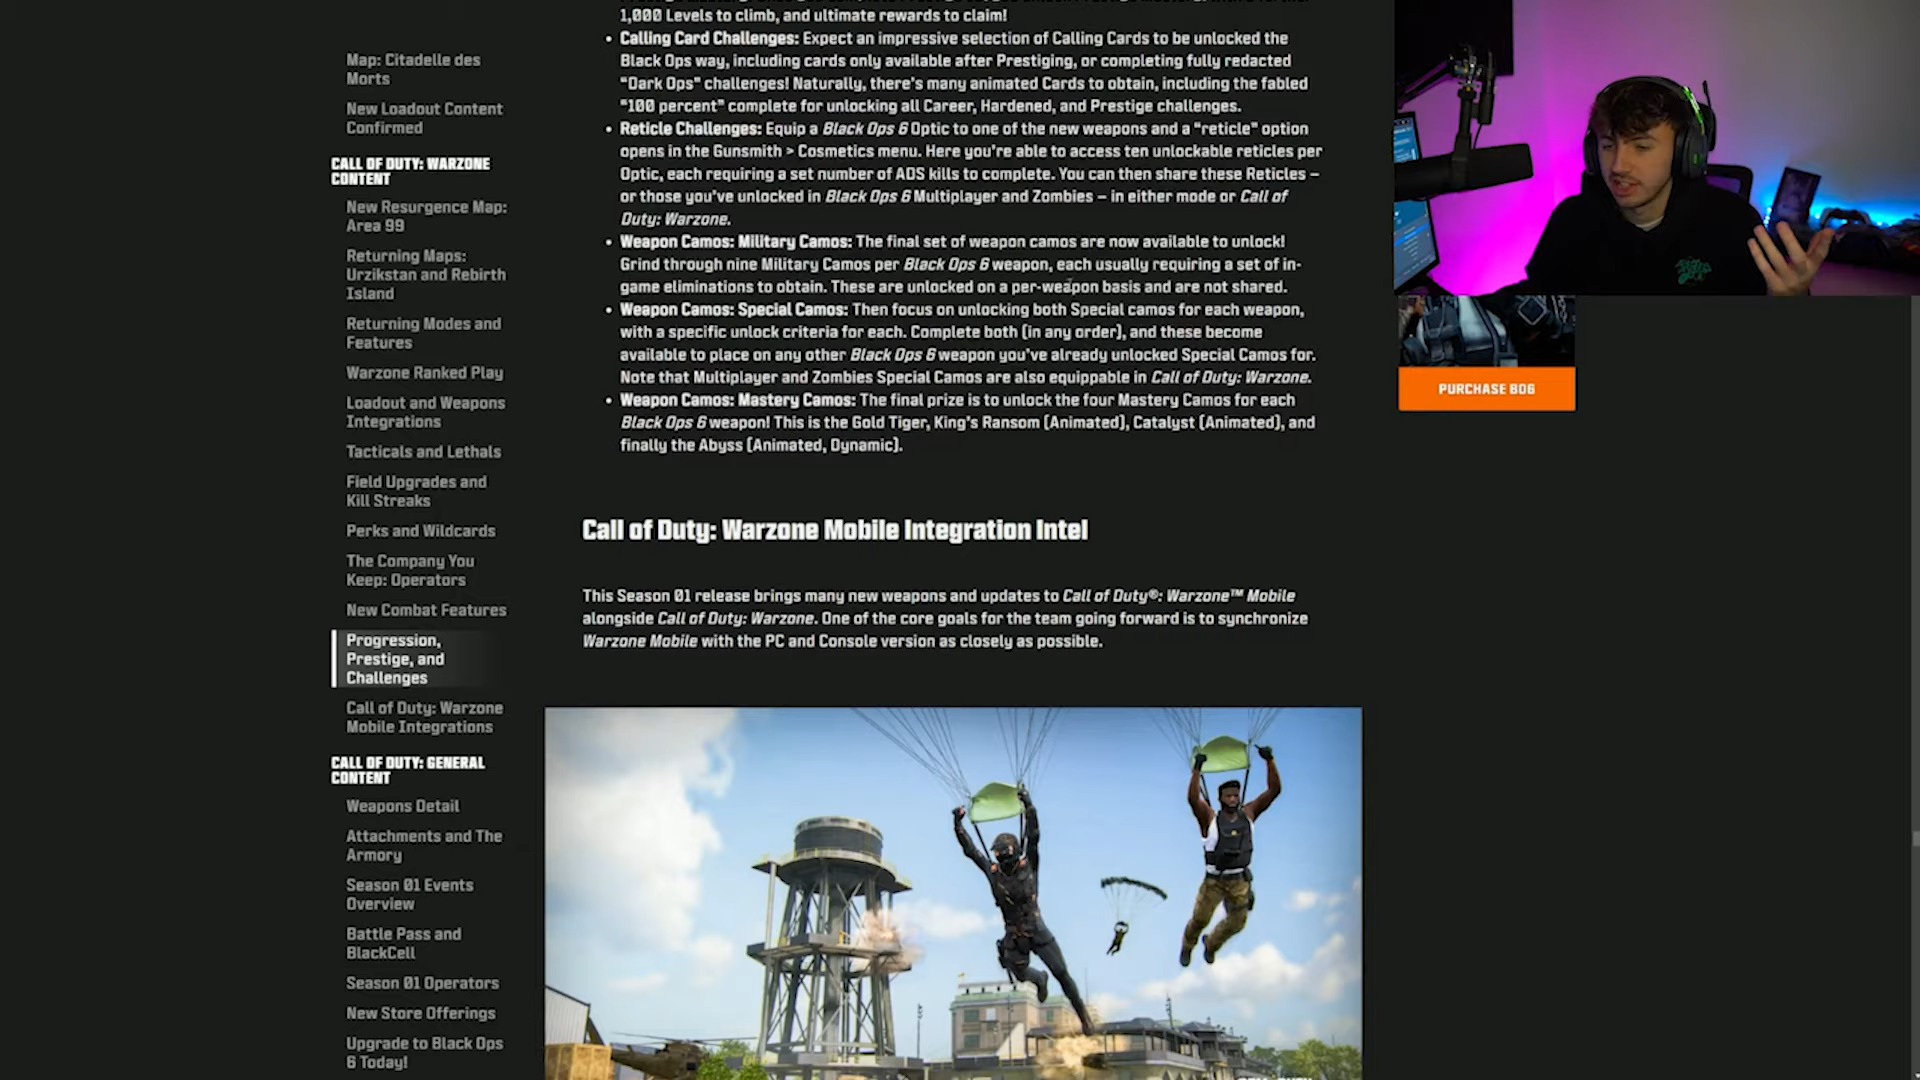 1,000 Levels to climb, and ultimate rewards to claim!
• Calling Card Challenges: Expect an impressive selection of Calling Cards to be unlocked the
Black Ops way, including cards only available after Prestiging, or completing fully redacted
“Dark Ops” challenges! Naturally, there’s many animated Cards to obtain, including the fabled
“100 percent” complete for unlocking all Career, Hardened, and Prestige challenges.
• Reticle Challenges: Equip a Black Ops 6 Optic to one of the new weapons and a “reticle” option
opens in the Gunsmith > Cosmetics menu. Here you’re able to access ten unlockable reticles per
Optic, each requiring a set number of ADS kills to complete. You can then share these Reticles –
or those you’ve unlocked in Black Ops 6 Multiplayer and Zombies – in either mode or Call of
Duty: Warzone.
• Weapon Camos: Military Camos: The final set of weapon camos are now available to unlock!
Grind through nine Military Camos per Black Ops 6 weapon, each usually requiring a set of in-
game eliminations to obtain. These are unlocked on a per-weapon basis and are not shared.
• Weapon Camos: Special Camos: Then focus on unlocking both Special camos for each weapon,
with a specific unlock criteria for each. Complete both (in any order), and these become
available to place on any other Black Ops 6 weapon you’ve already unlocked Special Camos for.
Note that Multiplayer and Zombies Special Camos are also equippable in Call of Duty: Warzone.
• Weapon Camos: Mastery Camos: The final prize is to unlock the four Mastery Camos for each
Black Ops 6 weapon! This is the Gold Tiger, King’s Ransom (Animated), Catalyst (Animated), and
finally the Abyss (Animated, Dynamic).
Call of Duty: Warzone Mobile Integration Intel
This Season 01 release brings many new weapons and updates to Call of Duty®: Warzone™ Mobile
alongside Call of Duty: Warzone. One of the core goals for the team going forward is to synchronize
Warzone Mobile with the PC and Console version as closely as possible.
Map: Citadelle des
Morts
New Loadout Content
Confirmed
CALL OF DUTY: WARZONE
CONTENT
New Resurgence Map:
Area 99
Returning Maps:
Urzikstan and Rebirth
Island
Returning Modes and
Features
Warzone Ranked Play
Loadout and Weapons
Integrations
Tacticals and Lethals
Field Upgrades and
Kill Streaks
Perks and Wildcards
The Company You
Keep: Operators
New Combat Features
Progression,
Prestige, and
Challenges
Call of Duty: Warzone
Mobile Integrations
CALL OF DUTY: GENERAL
CONTENT
Weapons Detail
Attachments and The
Armory
Season 01 Events
Overview
Battle Pass and
BlackCell
Season 01 Operators
New Store Offerings
Upgrade to Black Ops
6 Today!
PURCHASE BO6